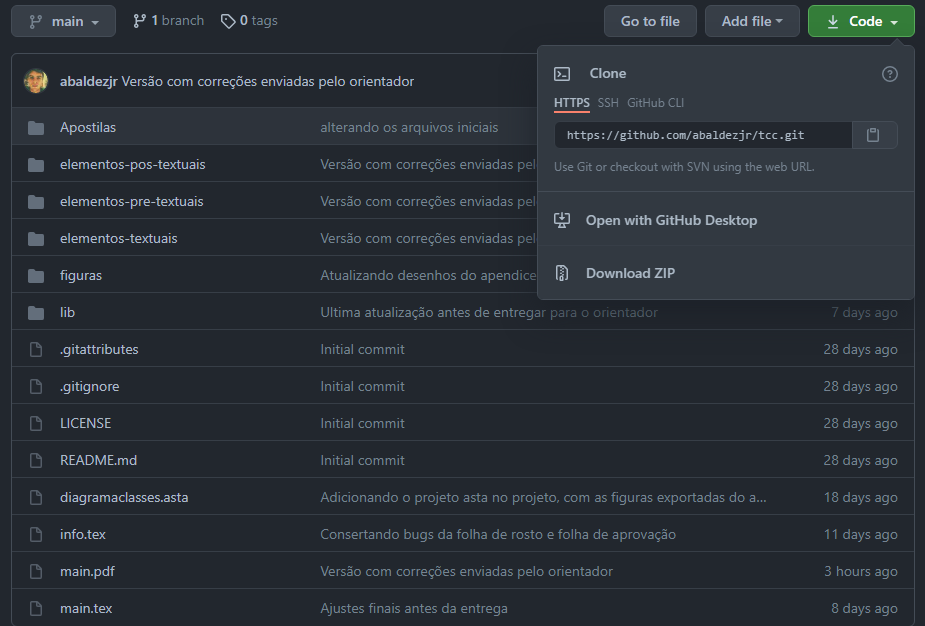 main 1 branch 0 tags Go to file Add file Code
abaldezjr Versão com correções enviadas pelo orientador
Clone
HTTPS SSH GitHub CLI
https://github.com/abaldezjr/tcc.git
Use Git or checkout with SVN using the web URL.
Open with GitHub Desktop
Download ZIP
Apostilas alterando os arquivos iniciais
elementos-pos-textuais Versão com correções enviadas pel
elementos-pre-textuais Versão com correções enviadas pel
elementos-textuais Versão com correções enviadas pel
figuras Atualizando desenhos do apendice
lib Ultima atualização antes de entregar para o orientador 7 days ago
.gitattributes Initial commit 28 days ago
.gitignore Initial commit 28 days ago
LICENSE Initial commit 28 days ago
README.md Initial commit 28 days ago
diagramaclasses.asta Adicionando o projeto asta no projeto, com as figuras exportadas do a... 18 days ago
info.tex Consertando bugs da folha de rosto e folha de aprovação 11 days ago
main.pdf Versão com correções enviadas pelo orientador 3 hours ago
main.tex Ajustes finais antes da entrega 8 days ago